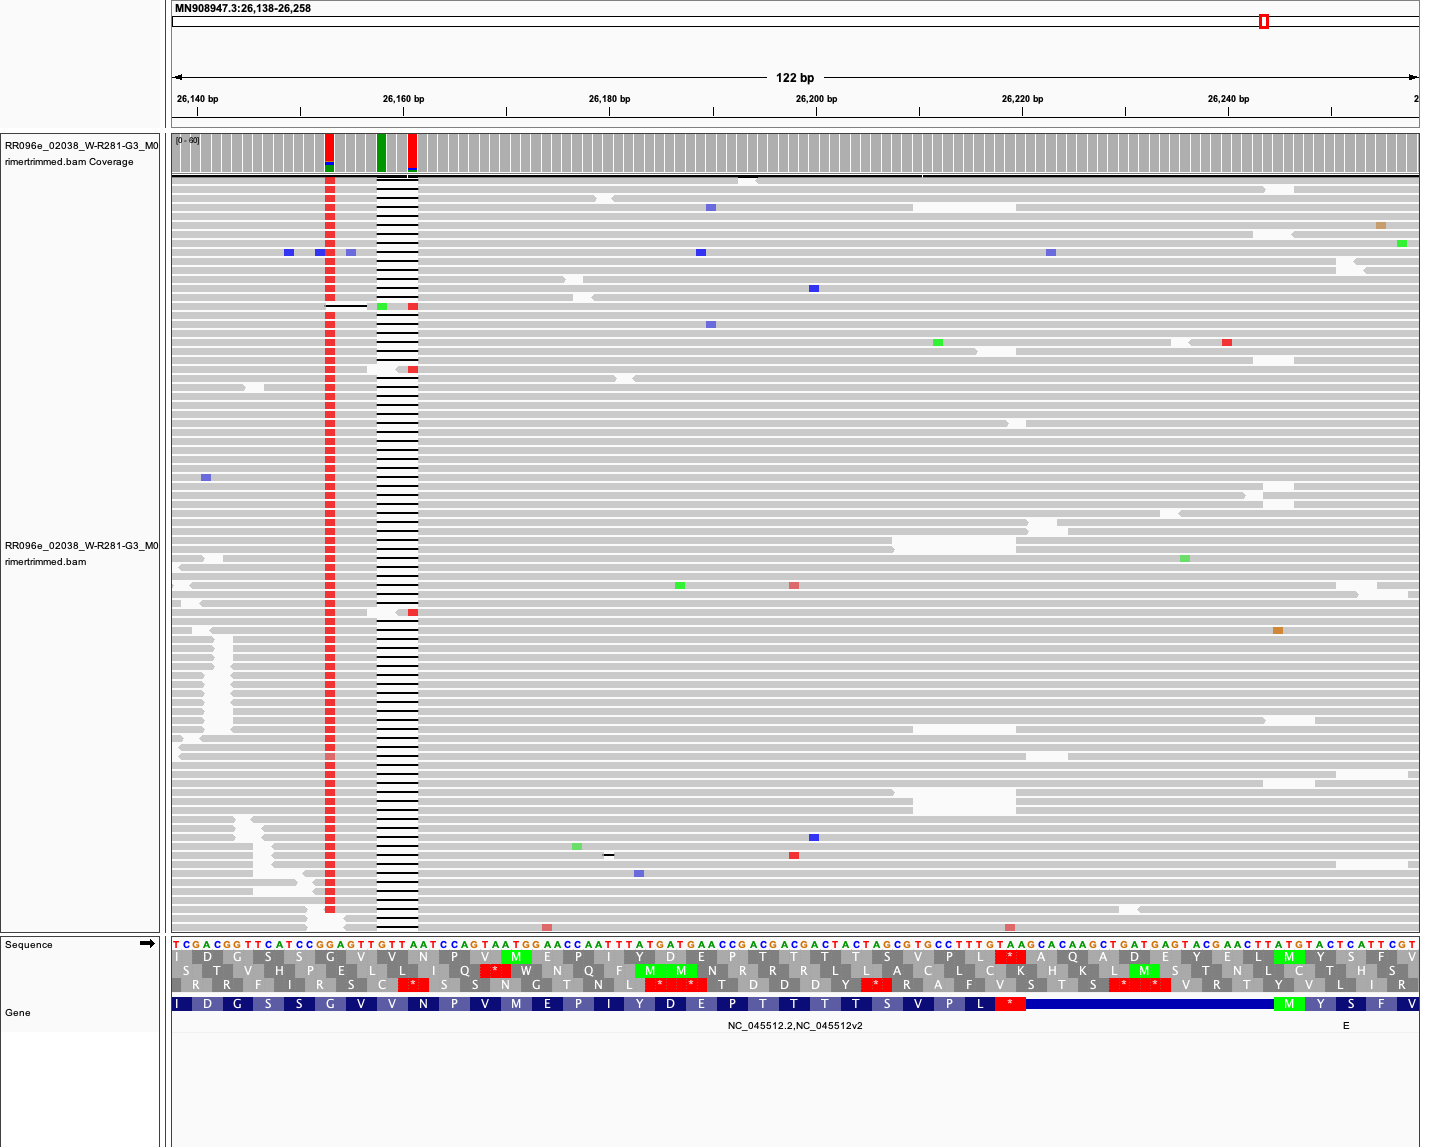 MN908947.3:26,138-26,258
122 bp
26,140 bp 26,160 bp 26,180 bp 26,200 bp 26,220 bp 26,240 bp 2
RR096e_02038_W-R281-G3_M0
rimertrimmed.bam Coverage
[0 - 60]
RR096e_02038_W-R281-G3_M0
rimertrimmed.bam
Sequence
TCGACGGTTCATCCGGAGTTGTTAATCCAGTAATGGAACCAATTTATGATGAACCGACGACGACTACTAGCGTGCCTTTGTAAGCACAAGCTGATGAGTACGAACTTATGTACTCATTCGT
I D G S S G V V N P V M E P I Y D E P T T T T S V P L * A Q A D E Y E L M Y S F V
S T V H P E L L I Q * W N Q F M M N R R R L L A C L C K H K L M S T N L C T H S
R R F I R S C * S S N G T N L * * T D D D Y * R A F V S T S * * V R T Y V L I R
Gene
I D G S S G V V N P V M E P I Y D E P T T T T S V P L * M Y S F V
NC_045512.2,NC_045512v2 E